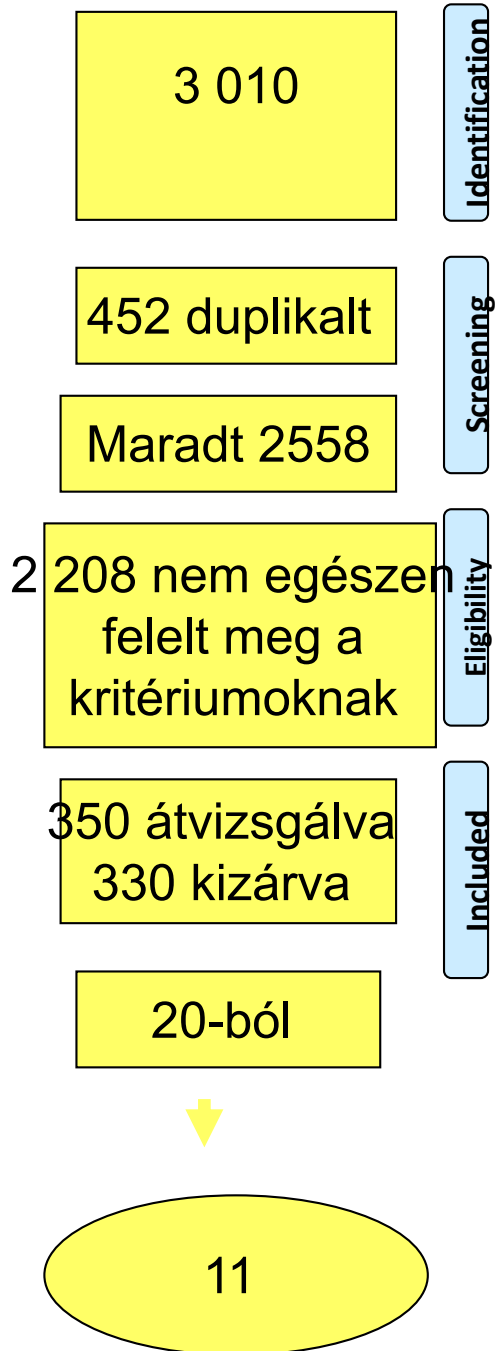 3 010
Identification
452 duplikalt
Screening
Maradt 2558
2 208 nem egészen
felelt meg a
kritériumoknak
Eligibility
350 átvizsgálva
330 kizárva
Included
20-ból
11